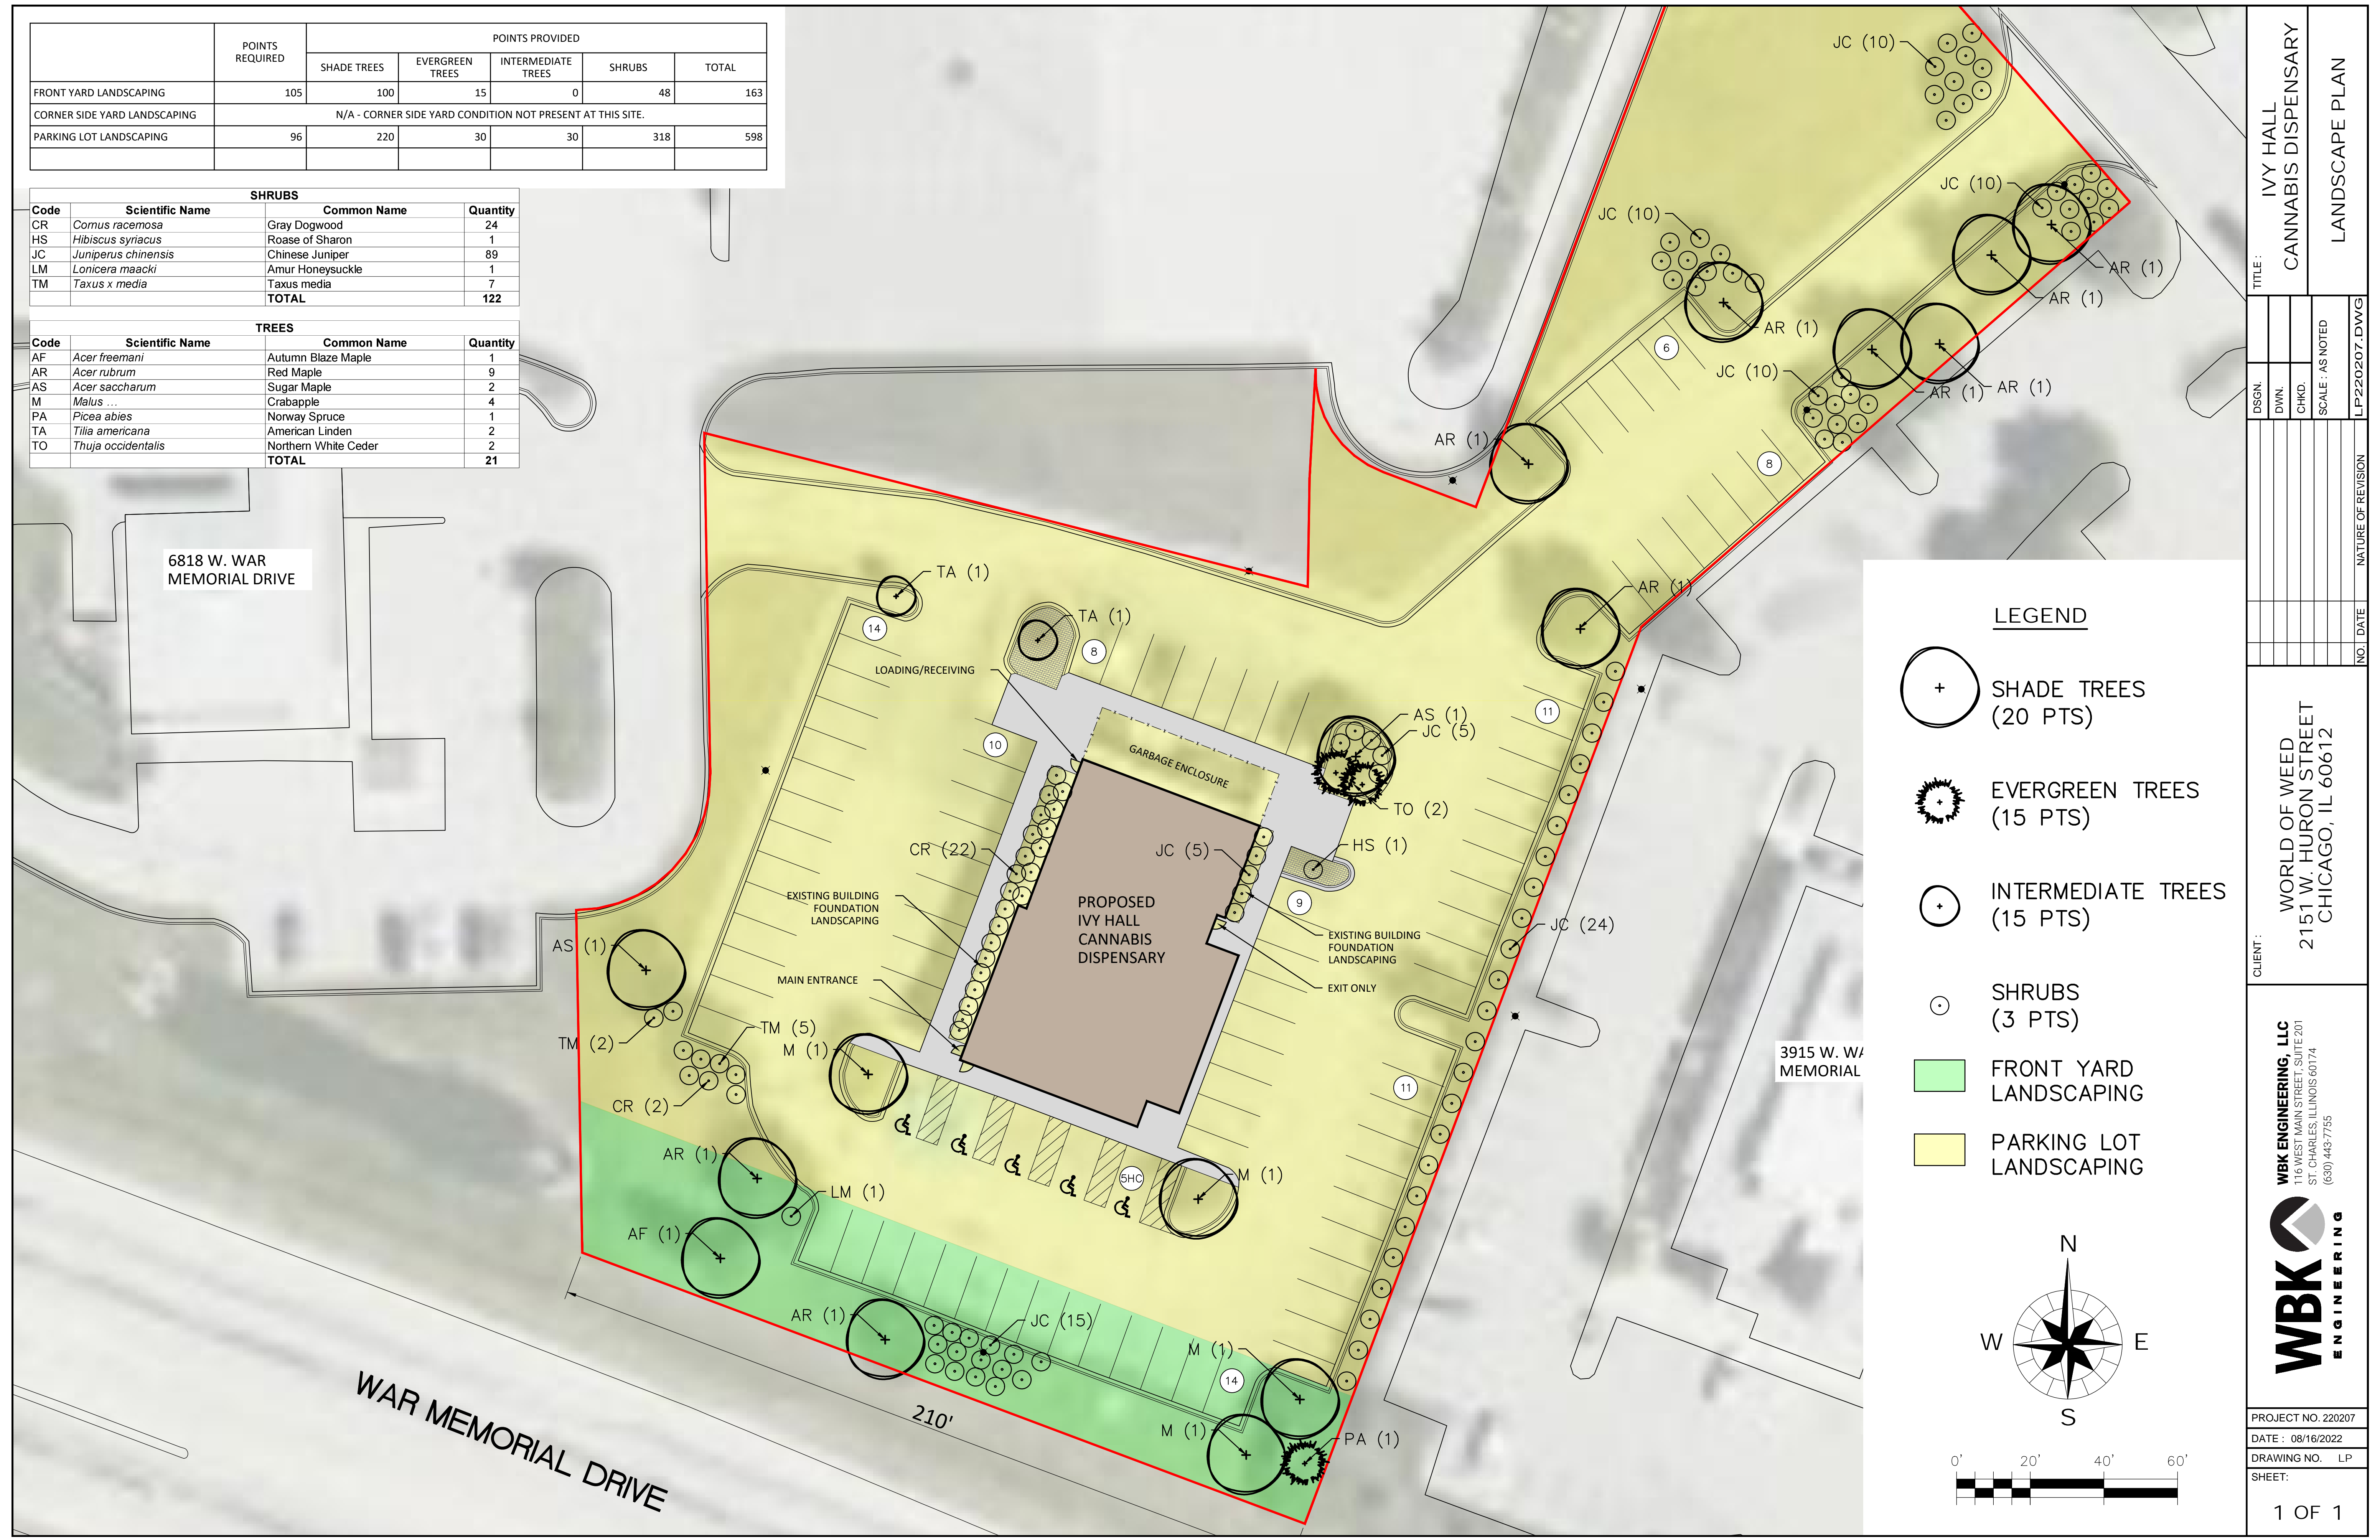 POINTS REQUIRED
POINTS PROVIDED
SHADE TREES
EVERGREEN TREES
INTERMEDIATE TREES
SHRUBS
TOTAL
FRONT YARD LANDSCAPING 105 100 15 0 48 163
CORNER SIDE YARD LANDSCAPING N/A - CORNER SIDE YARD CONDITION NOT PRESENT AT THIS SITE.
PARKING LOT LANDSCAPING 96 220 30 30 318 598
SHRUBS
Code Scientific Name Common Name Quantity
CR Cornus racemosa Gray Dogwood 24
HS Hibiscus syriacus Roase of Sharon 1
JC Juniperus chinensis Chinese Juniper 89
LM Lonicera maacki Amur Honeysuckle 1
TM Taxus x media Taxus media 7
TOTAL 122
TREES
Code Scientific Name Common Name Quantity
AF Acer freemani Autumn Blaze Maple 1
AR Acer rubrum Red Maple 9
AS Acer saccharum Sugar Maple 2
M Malus ... Crabapple 4
PA Picea abies Norway Spruce 1
TA Tilia americana American Linden 2
TO Thuja occidentalis Northern White Ceder 2
TOTAL 21
6818 W. WAR
MEMORIAL DRIVE
JC (10)
JC (10)
JC (10)
AR (1)
AR (1)
AR (1)
6
JC (10)
AR (1)
AR (1)
AR (1)
8
TA (1)
AR (1)
TA (1)
14
8
LOADING/RECEIVING
11
AS (1)
JC (5)
10
GARBAGE ENCLOSURE
TO (2)
CR (22)
JC (5)
HS (1)
EXISTING BUILDING
FOUNDATION
LANDSCAPING
9
PROPOSED
IVY HALL
CANNABIS
DISPENSARY
JC (24)
EXISTING BUILDING
FOUNDATION
LANDSCAPING
AS (1)
MAIN ENTRANCE
EXIT ONLY
TM (5)
TM (2)
M (1)
3915 W. WA
MEMORIAL
11
CR (2)
AR (1)
5HC
M (1)
LM (1)
AF (1)
AR (1)
JC (15)
M (1)
14
210'
M (1)
PA (1)
WAR MEMORIAL DRIVE
LEGEND
SHADE TREES
(20 PTS)
EVERGREEN TREES
(15 PTS)
INTERMEDIATE TREES
(15 PTS)
SHRUBS
(3 PTS)
FRONT YARD
LANDSCAPING
PARKING LOT
LANDSCAPING
N
W E
S
0' 20' 40' 60'
TITLE :
IVY HALL
CANNABIS DISPENSARY
LANDSCAPE PLAN
DSGN.
DWN.
CHKD.
SCALE : AS NOTED
LP220207.DWG
NO. DATE NATURE OF REVISION
CLIENT :
WORLD OF WEED
2151 W. HURON STREET
CHICAGO, IL 60612
WBK ENGINEERING, LLC
116 WEST MAIN STREET, SUITE 201
ST. CHARLES, ILLINOIS 60174
(630) 443-7755
WBK
ENGINEERING
PROJECT NO. 220207
DATE : 08/16/2022
DRAWING NO. LP
SHEET:
1 OF 1